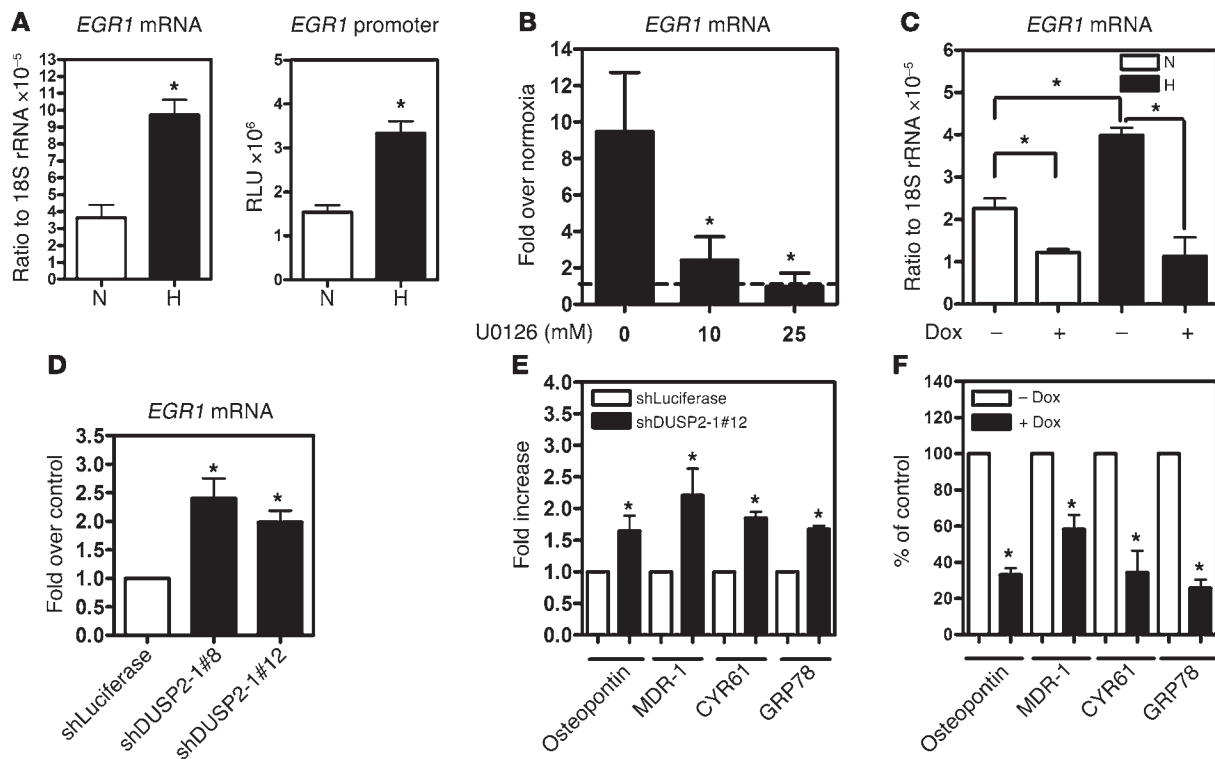 A
EGR1 mRNA
Ratio to 18S rRNA ×10⁻⁵
13
12
11
10
9
8
7
6
5
4
3
2
1
0
*
N
H
EGR1 promoter
RLU ×10⁶
5
4
3
2
1
0
*
N
H
B
EGR1 mRNA
Fold over normoxia
14
12
10
8
6
4
2
0
*
*
U0126 (mM)
0
10
25
C
EGR1 mRNA
Ratio to 18S rRNA ×10⁻⁵
6
5
4
3
2
1
0
N
H
*
*
*
Dox
–
+
–
+
D
EGR1 mRNA
Fold over control
3.5
3.0
2.5
2.0
1.5
1.0
0.5
0.0
*
*
shLuciferase
shDUSP2-1#8
shDUSP2-1#12
E
Fold increase
4.0
3.5
3.0
2.5
2.0
1.5
1.0
0.5
0.0
shLuciferase
shDUSP2-1#12
*
*
*
*
Osteopontin
MDR-1
CYR61
GRP78
F
% of control
140
120
100
80
60
40
20
0
– Dox
+ Dox
*
*
*
*
Osteopontin
MDR-1
CYR61
GRP78